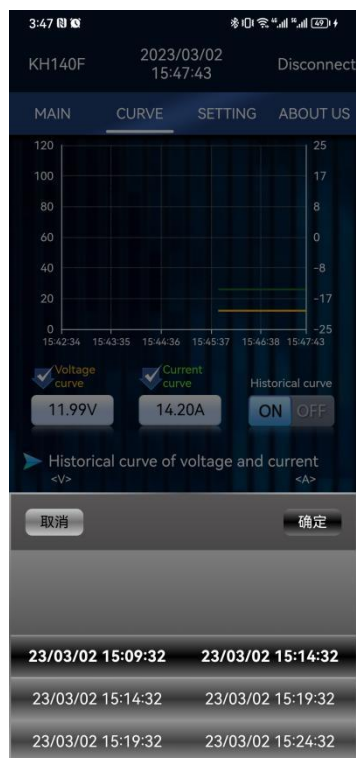 3:47
49
KH140F
2023/03/02
15:47:43
Disconnect
MAIN CURVE SETTING ABOUT US
120 25
100 17
80 8
60 0
40 -8
20 -17
0 -25
15:42:34 15:43:35 15:44:36 15:45:37 15:46:38 15:47:43
Voltage
curve
Current
curve
Historical curve
11.99V 14.20A ON OFF
Historical curve of voltage and current
<V> <A>
取消 确定
23/03/02 15:09:32 23/03/02 15:14:32
23/03/02 15:14:32 23/03/02 15:19:32
23/03/02 15:19:32 23/03/02 15:24:32